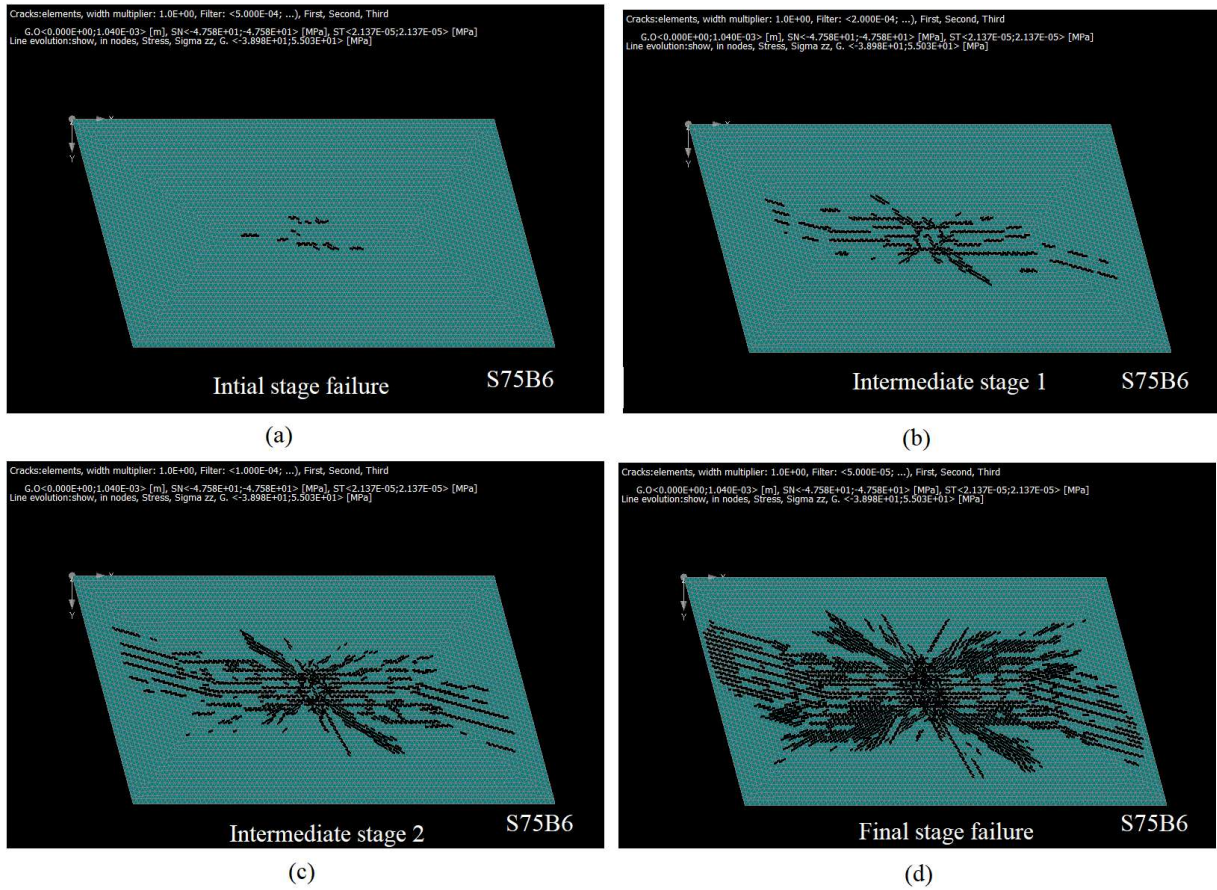 Cracks:elements, width multiplier: 1.0E+00, Filter: <5.000E-04; ...), First, Second, Third
G.O<0.000E+00;1.040E-03> [m], SN<-4.758E+01;-4.758E+01> [MPa], ST<2.137E-05;2.137E-05> [MPa]
Line evolution:show, in nodes, Stress, Sigma zz, G. <-3.898E+01;5.503E+01> [MPa]
Y
Intial stage failure
S75B6
(a)
Cracks:elements, width multiplier: 1.0E+00, Filter: <2.000E-04; ...), First, Second, Third
G.O<0.000E+00;1.040E-03> [m], SN<-4.758E+01;-4.758E+01> [MPa], ST<2.137E-05;2.137E-05> [MPa]
Line evolution:show, in nodes, Stress, Sigma zz, G. <-3.898E+01;5.503E+01> [MPa]
Y
Intermediate stage 1
S75B6
(b)
Cracks:elements, width multiplier: 1.0E+00, Filter: <1.000E-04; ...), First, Second, Third
G.O<0.000E+00;1.040E-03> [m], SN<-4.758E+01;-4.758E+01> [MPa], ST<2.137E-05;2.137E-05> [MPa]
Line evolution:show, in nodes, Stress, Sigma zz, G. <-3.898E+01;5.503E+01> [MPa]
Y
Intermediate stage 2
S75B6
(c)
Cracks:elements, width multiplier: 1.0E+00, Filter: <5.000E-05; ...), First, Second, Third
G.O<0.000E+00;1.040E-03> [m], SN<-4.758E+01;-4.758E+01> [MPa], ST<2.137E-05;2.137E-05> [MPa]
Line evolution:show, in nodes, Stress, Sigma zz, G. <-3.898E+01;5.503E+01> [MPa]
Y
Final stage failure
S75B6
(d)